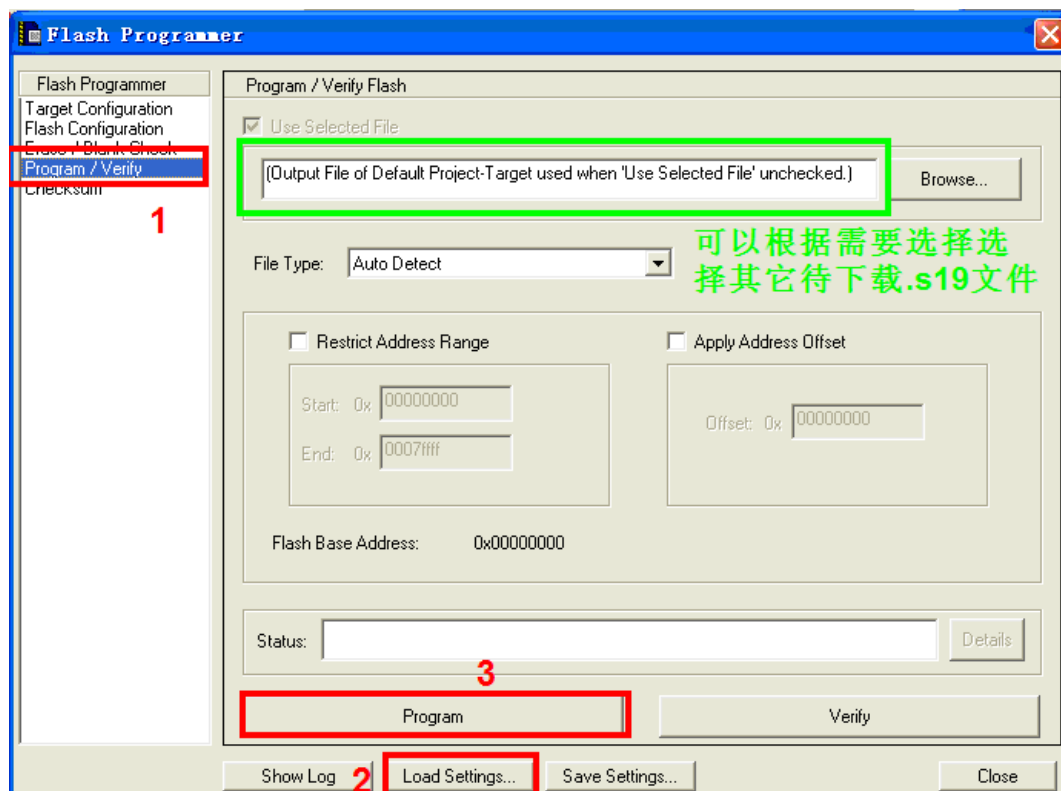 Flash Programmer
Flash Programmer
Target Configuration
Flash Configuration
Erase / Blank Check
Program / Verify
Checksum
1
Program / Verify Flash
Use Selected File
(Output File of Default Project-Target used when 'Use Selected File' unchecked.)
Browse...
可以根据需要选择选
择其它待下载.s19文件
File Type:
Auto Detect
Restrict Address Range
Apply Address Offset
Start: 0x 00000000
End: 0x 0007ffff
Offset: 0x 00000000
Flash Base Address: 0x00000000
Status:
Details
3
Program
Verify
Show Log
2
Load Settings...
Save Settings...
Close